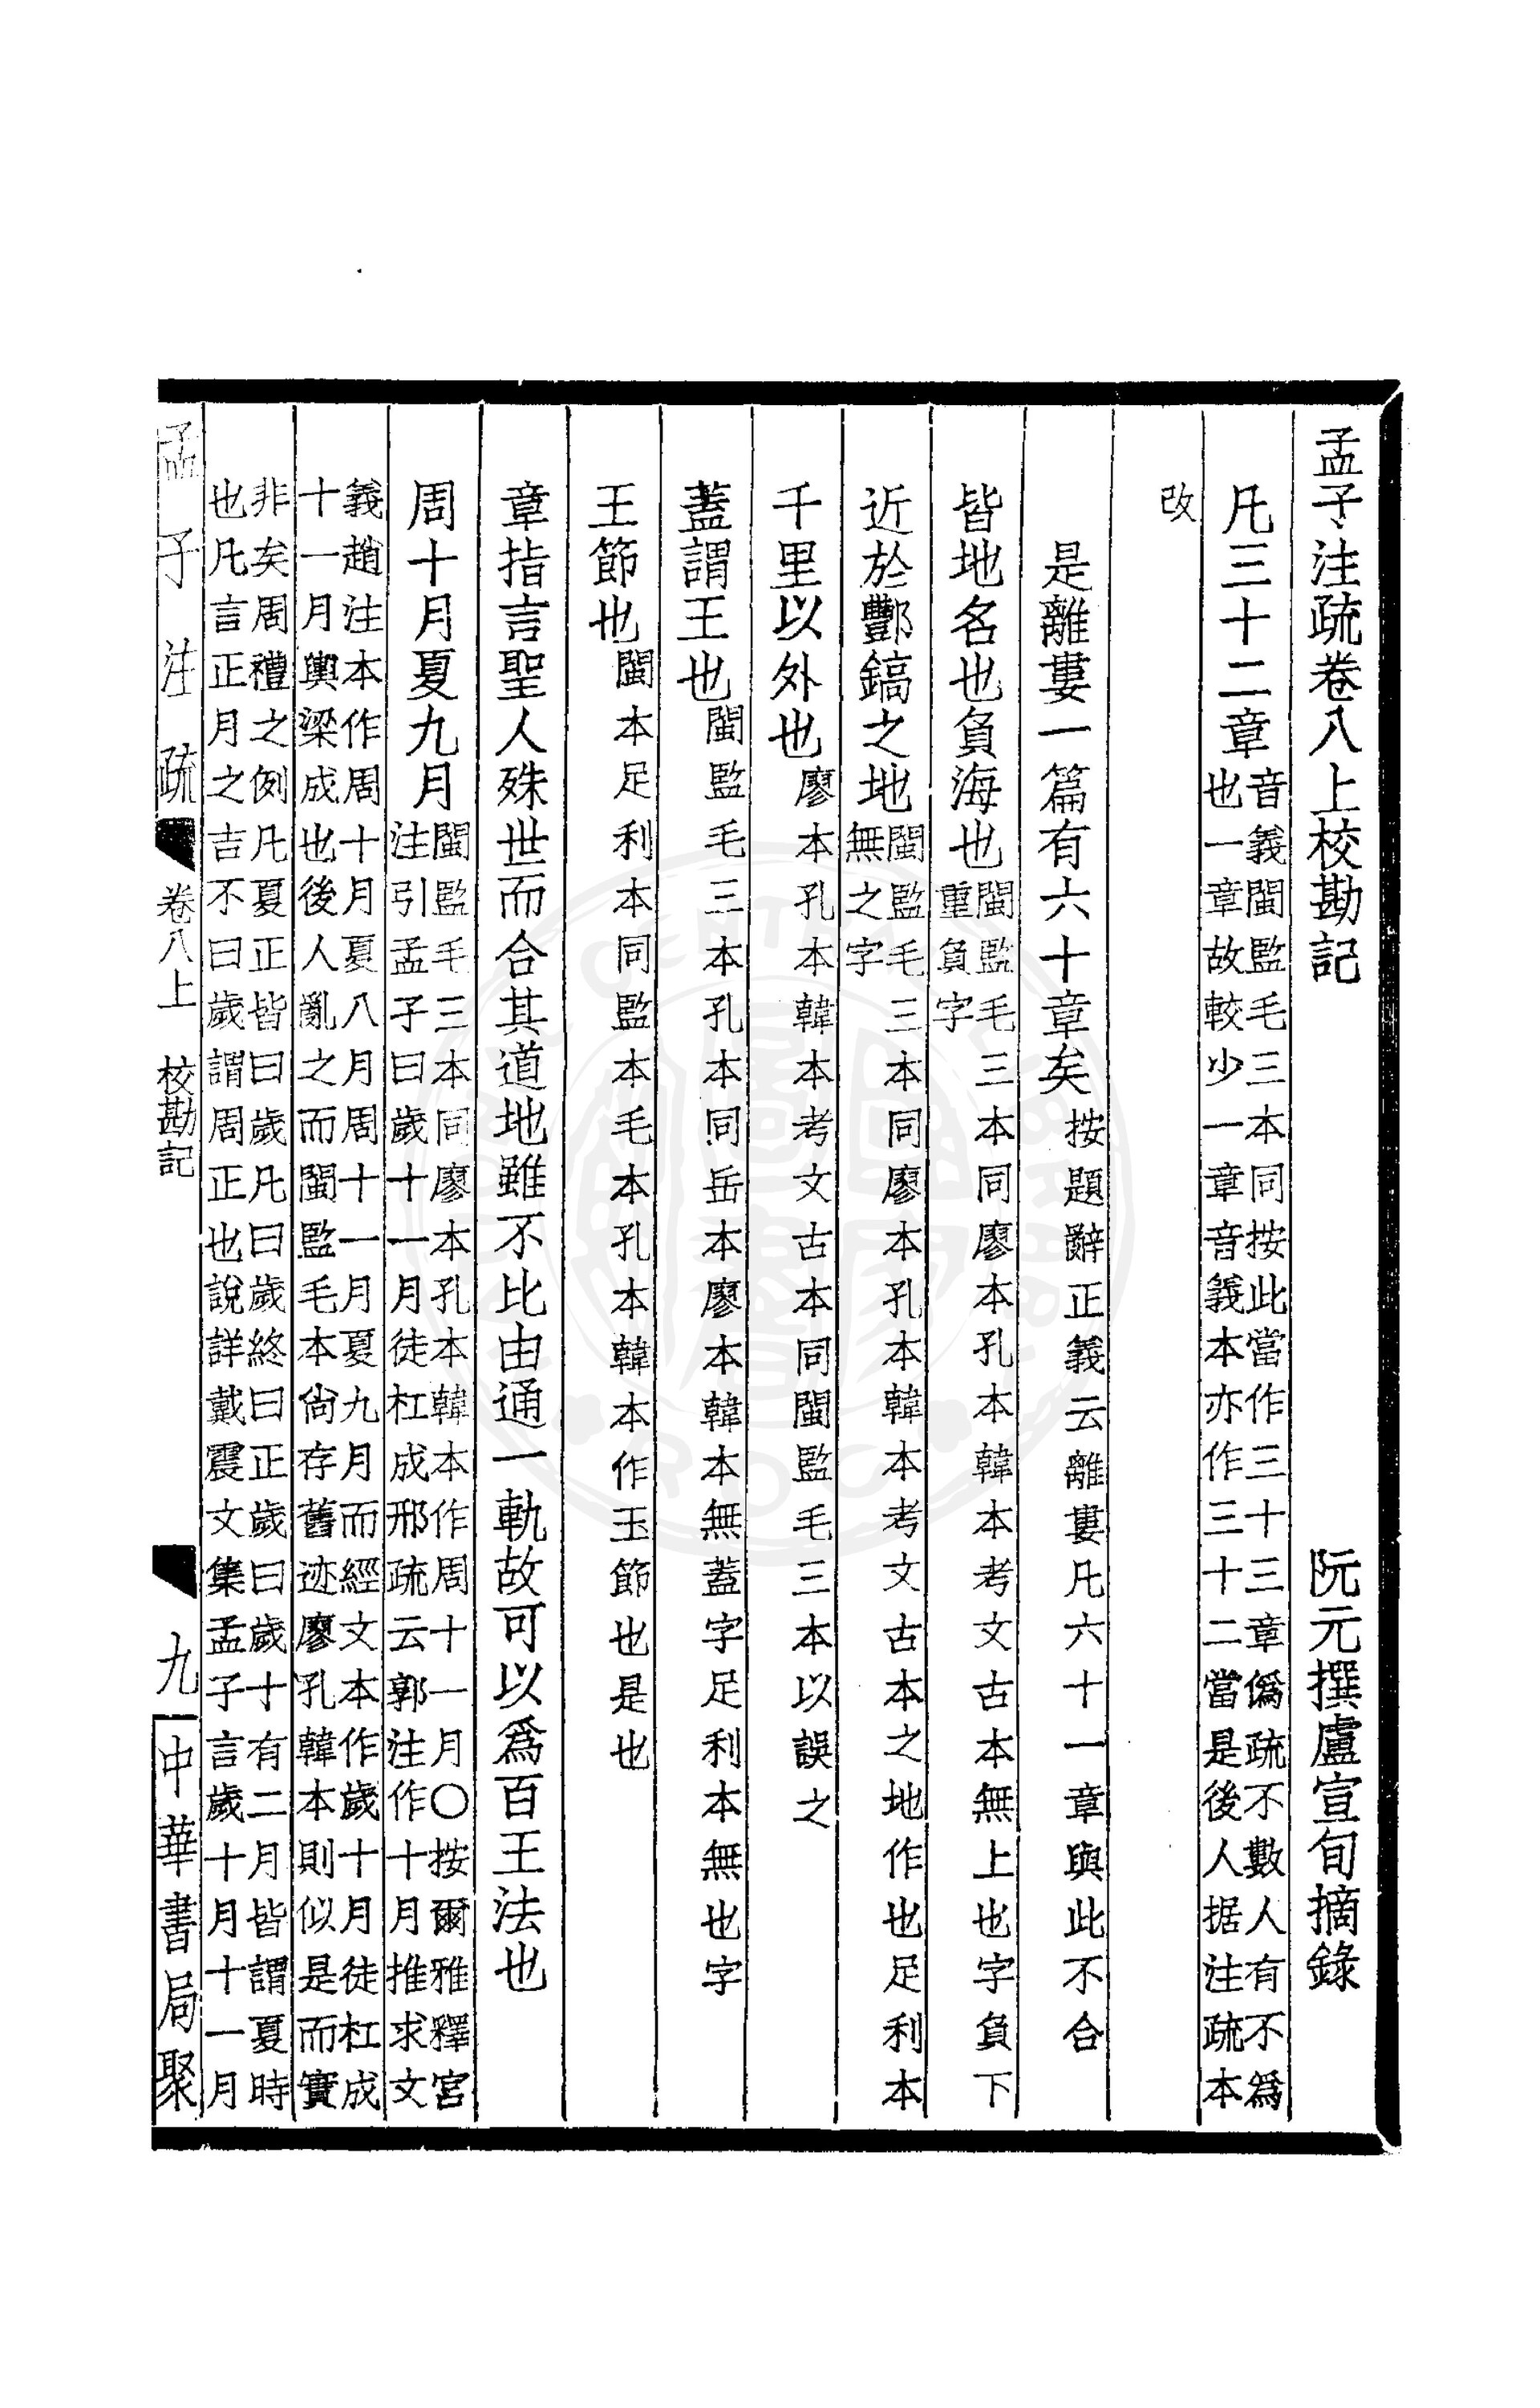 孟子注疏卷八上校勘記　　　阮元撰盧宣旬摘錄
凡三十二章音義閩監毛三本同按此當作三十三章僞疏不數人有不爲
也一章故較少一章音義本亦作三十二當是後人据注疏本
改
是離婁一篇有六十章矣按題辭正義云離婁凡六十一章與此不合
皆地名也負海也閩監毛三本同廖本孔本韓本考文古本無上也字負下
重負字
近於酆鎬之地閩監毛三本同廖本孔本韓本考文古本之地作也足利本
無之字
千里以外也廖本孔本韓本考文古本同閩監毛三本以誤之
蓋謂王也閩監毛三本孔本同岳本廖本韓本無蓋字足利本無也字
王節也閩本足利本同監本毛本孔本韓本作玉節也是也
章指言聖人殊世而合其道地雖不比由通一軌故可以爲百王法也
周十月夏九月閩監毛三本同廖本孔本韓本作周十一月○按爾雅釋宮
注引孟子曰歲十一月徒杠成邢疏云郭注作十月推求文
義趙注本作周十月夏八月周十一月夏九月而經文本作歲十月徒杠成
十一月輿梁成也後人亂之而閩監毛本尙存舊迹廖孔韓本則似是而實
非矣周禮之例凡夏正皆曰歲凡曰歲終曰正歲曰歲十有二月皆謂夏時
也凡言正月之吉不曰歲謂周正也說詳戴震文集孟子言歲十月十一月
孟子注疏　卷八上　校勘記　九　中華書局聚